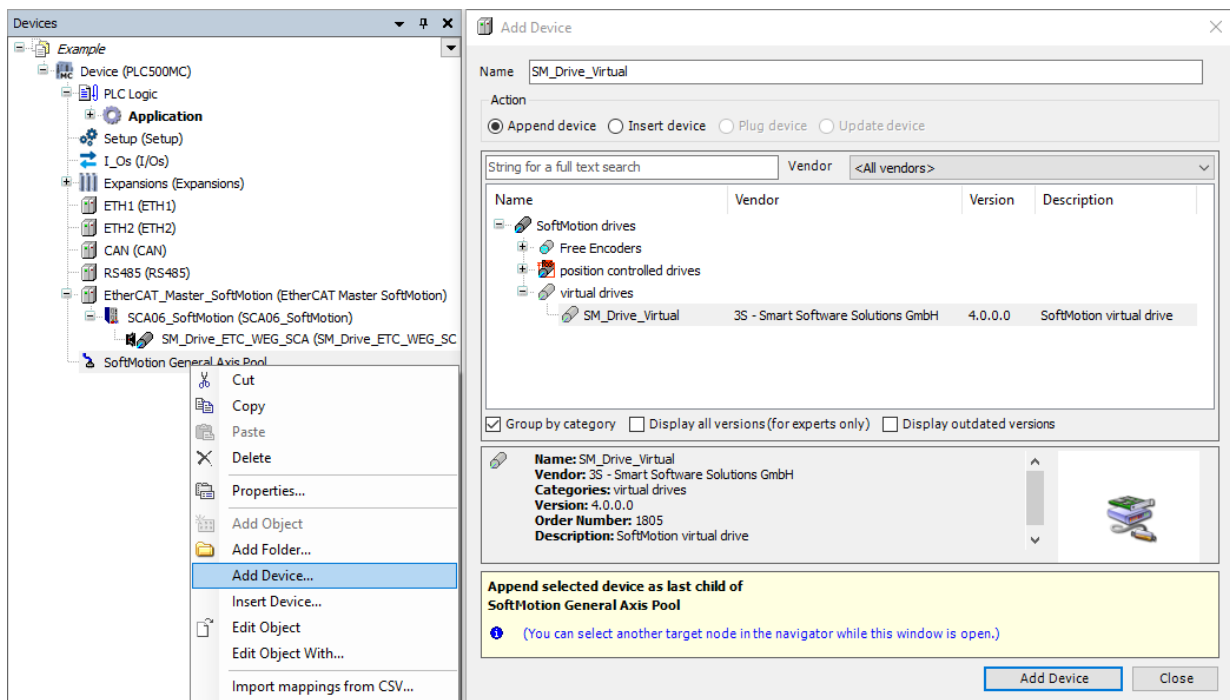 Devices
Example
Device (PLC500MC)
PLC Logic
Application
Setup (Setup)
I_Os (I/Os)
Expansions (Expansions)
ETH1 (ETH1)
ETH2 (ETH2)
CAN (CAN)
RS485 (RS485)
EtherCAT_Master_SoftMotion (EtherCAT Master SoftMotion)
SCA06_SoftMotion (SCA06_SoftMotion)
SM_Drive_ETC_WEG_SCA (SM_Drive_ETC_WEG_SC
SoftMotion General Axis Pool
Cut
Copy
Paste
Delete
Properties...
Add Object
Add Folder...
Add Device...
Insert Device...
Edit Object
Edit Object With...
Import mappings from CSV...
Add Device
Name SM_Drive_Virtual
Action
Append device Insert device Plug device Update device
String for a full text search Vendor <All vendors>
Name Vendor Version Description
SoftMotion drives
Free Encoders
position controlled drives
virtual drives
SM_Drive_Virtual 3S - Smart Software Solutions GmbH 4.0.0.0 SoftMotion virtual drive
Group by category Display all versions (for experts only) Display outdated versions
Name: SM_Drive_Virtual
Vendor: 3S - Smart Software Solutions GmbH
Categories: virtual drives
Version: 4.0.0.0
Order Number: 1805
Description: SoftMotion virtual drive
Append selected device as last child of
SoftMotion General Axis Pool
(You can select another target node in the navigator while this window is open.)
Add Device Close